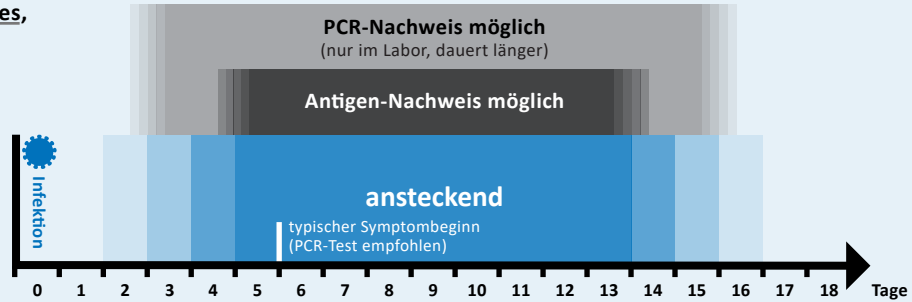 es,
PCR-Nachweis möglich
(nur im Labor, dauert länger)
Antigen-Nachweis möglich
ansteckend
Infektion
typischer Symptombeginn
(PCR-Test empfohlen)
0 1 2 3 4 5 6 7 8 9 10 11 12 13 14 15 16 17 18 Tage